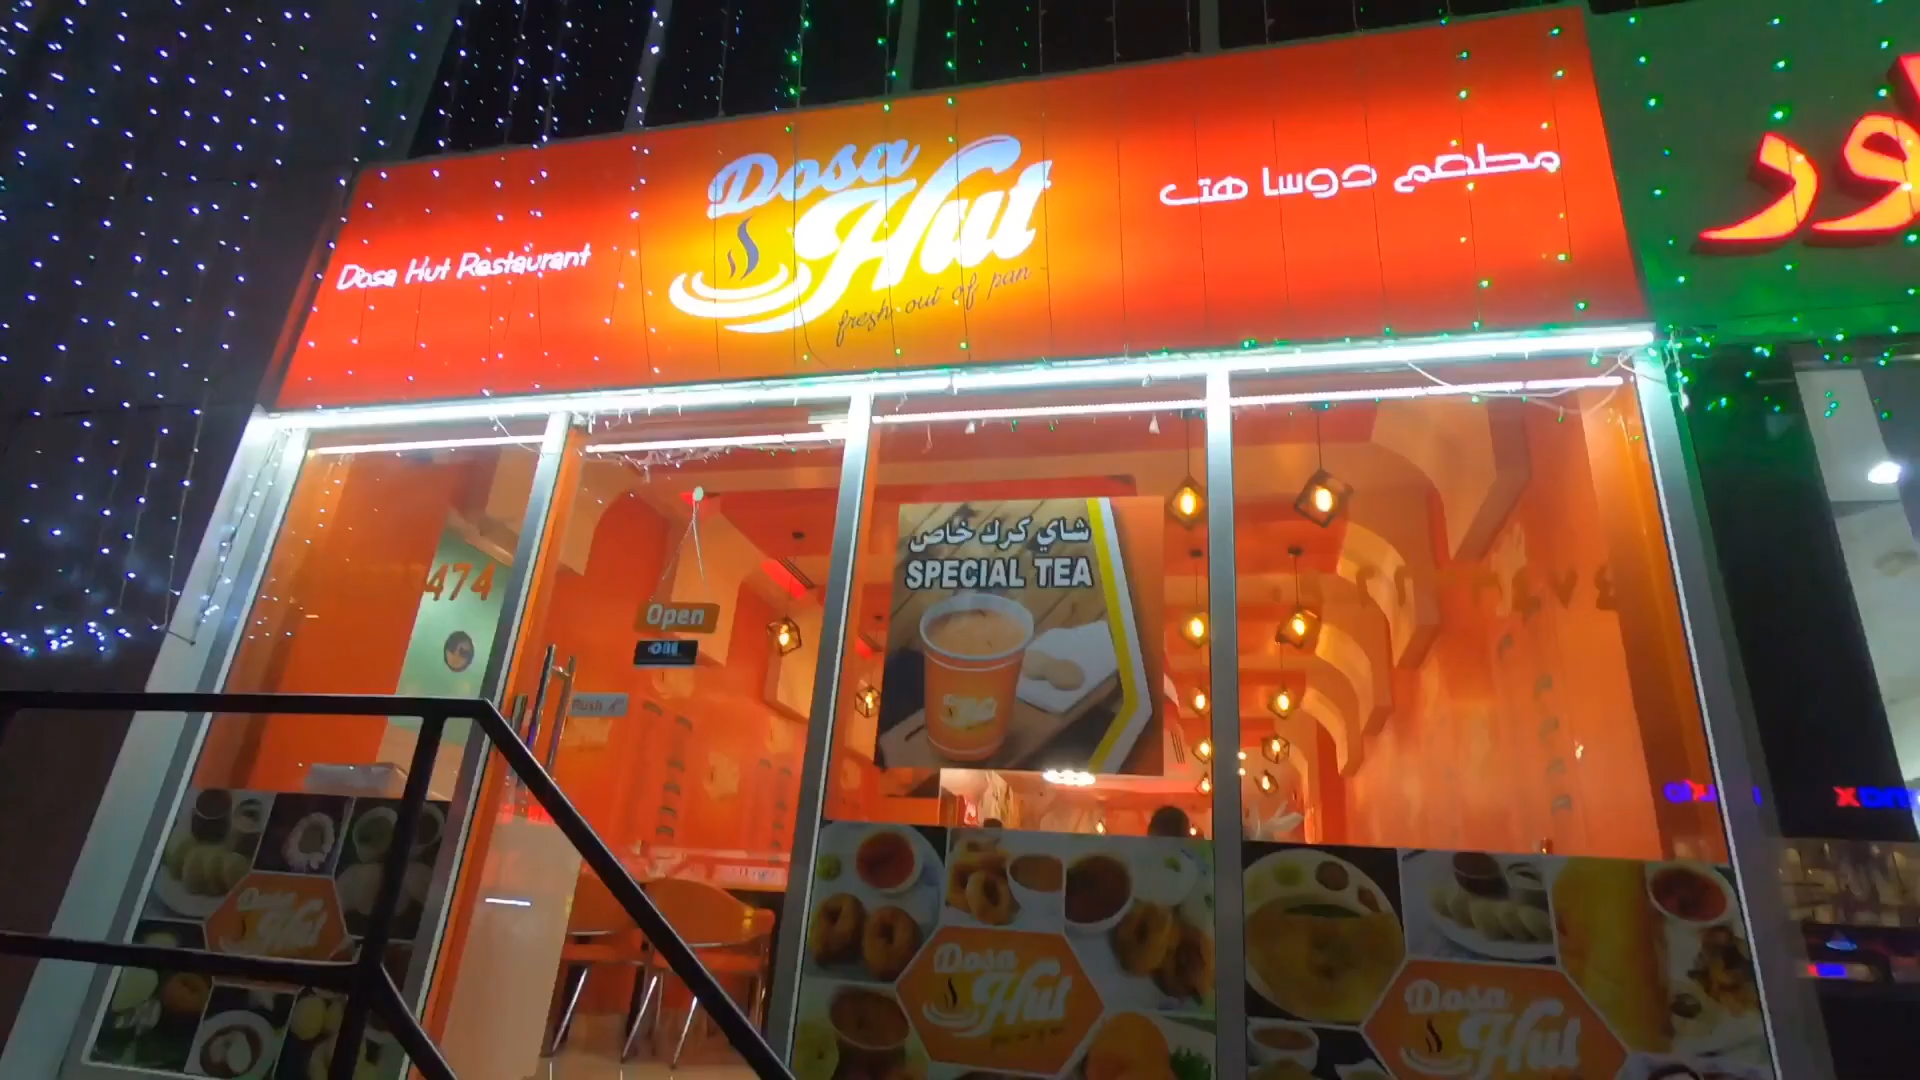 Dosa Hut Restaurant
Dosa
Hut
fresh out of pan
مطعم دوسا هت
474
Open
Push
شاي كرك خاص
SPECIAL TEA
Dosa
Hut
Dosa
Hut
Dosa
Hut